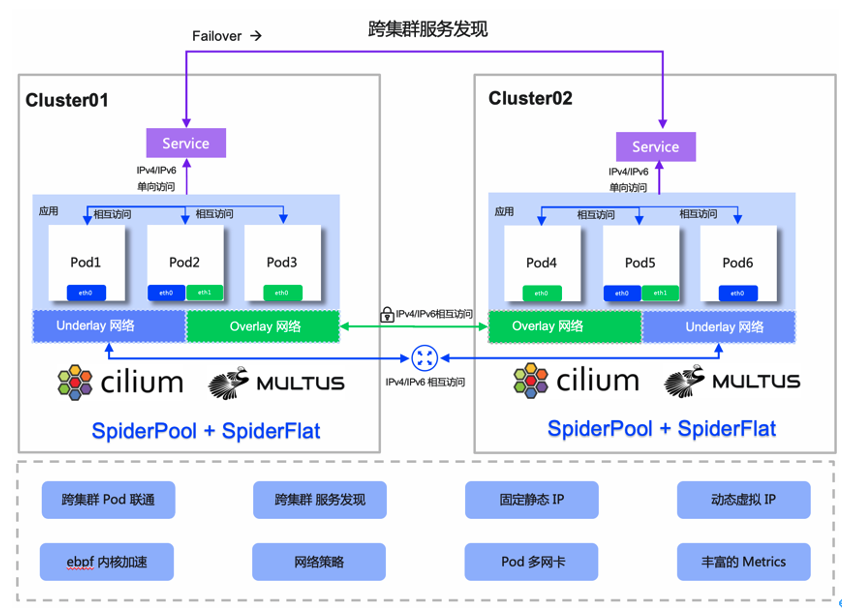 跨集群服务发现
Failover →
Cluster01
Service
IPv4/IPv6
单向访问
应用
相互访问
相互访问
Pod1
eth0
Pod2
eth0
eth1
Pod3
eth0
Underlay 网络
Overlay 网络
cilium
MULTUS
SpiderPool + SpiderFlat
IPv4/IPv6相互访问
IPv4/IPv6 相互访问
Cluster02
Service
IPv4/IPv6
单向访问
应用
相互访问
相互访问
Pod4
eth0
Pod5
eth0
eth1
Pod6
eth0
Overlay 网络
Underlay 网络
cilium
MULTUS
SpiderPool + SpiderFlat
跨集群 Pod 联通
跨集群 服务发现
固定静态 IP
动态虚拟 IP
ebpf 内核加速
网络策略
Pod 多网卡
丰富的 Metrics